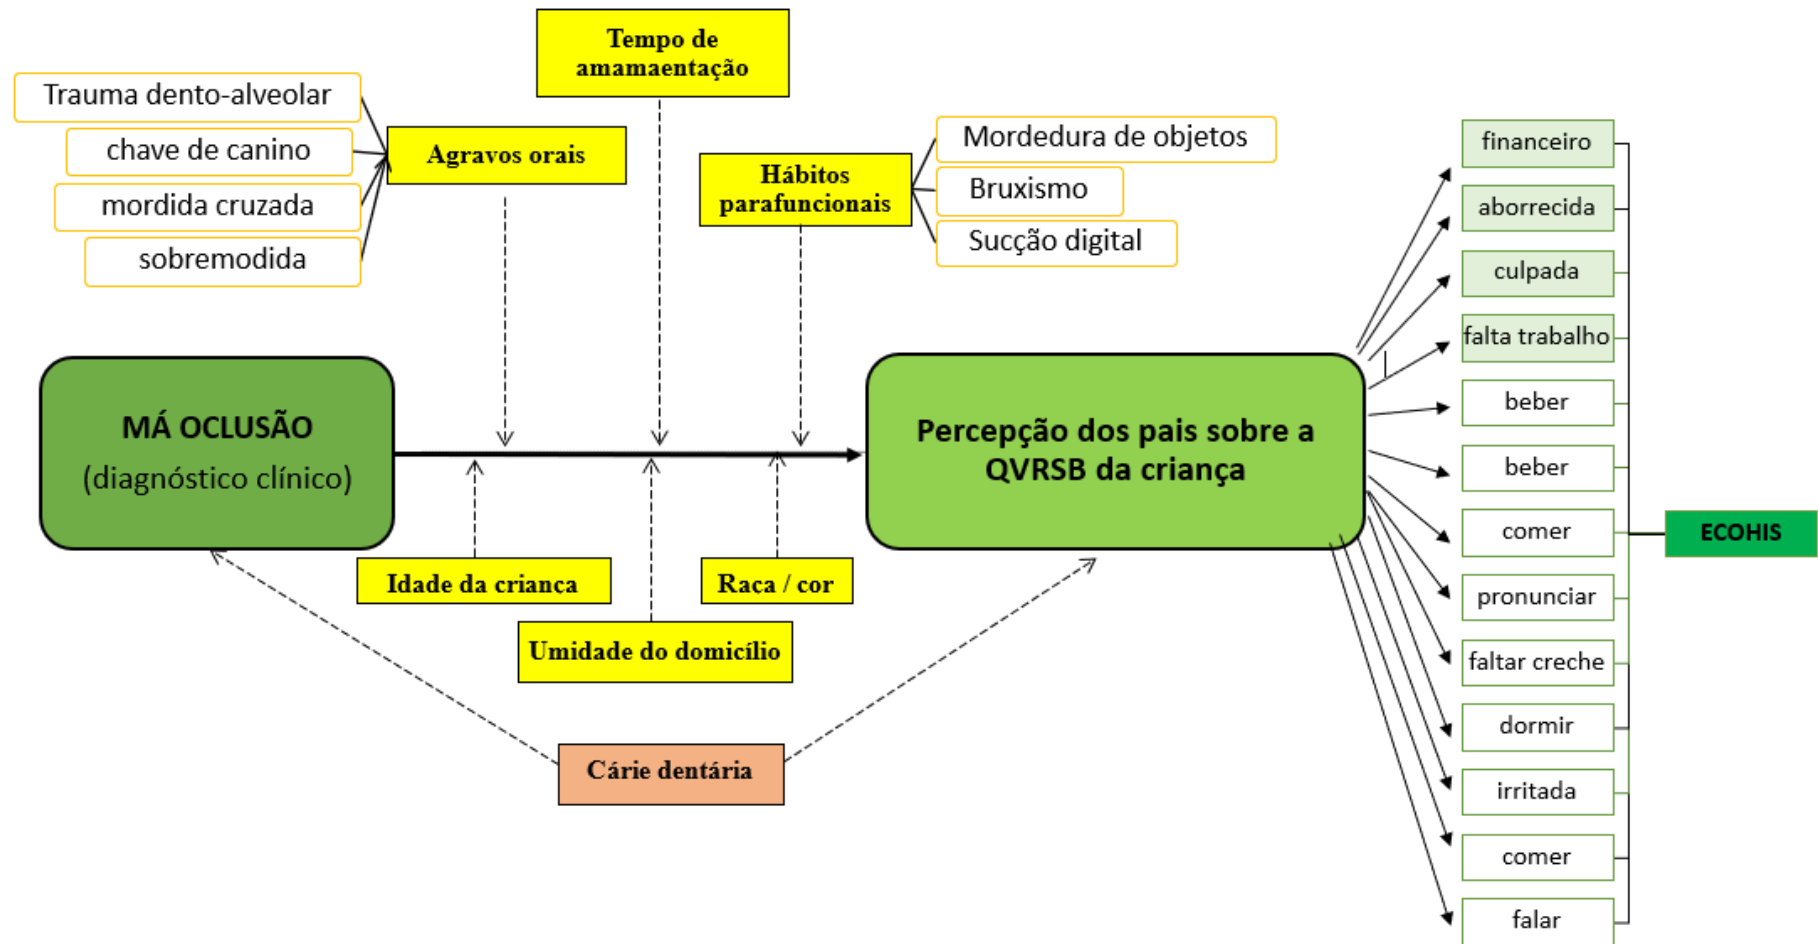 Tempo de
amamaentação
Trauma dento-alveolar
chave de canino
mordida cruzada
sobremodida
Agravos orais
Hábitos
parafuncionais
Mordedura de objetos
Bruxismo
Sucção digital
MÁ OCLUSÃO
(diagnóstico clínico)
Percepção dos pais sobre a
QVRSB da criança
Idade da criança
Raça / cor
Umidade do domicílio
Cárie dentária
financeiro
aborrecida
culpada
falta trabalho
beber
beber
comer
pronunciar
faltar creche
dormir
irritada
comer
falar
ECOHIS